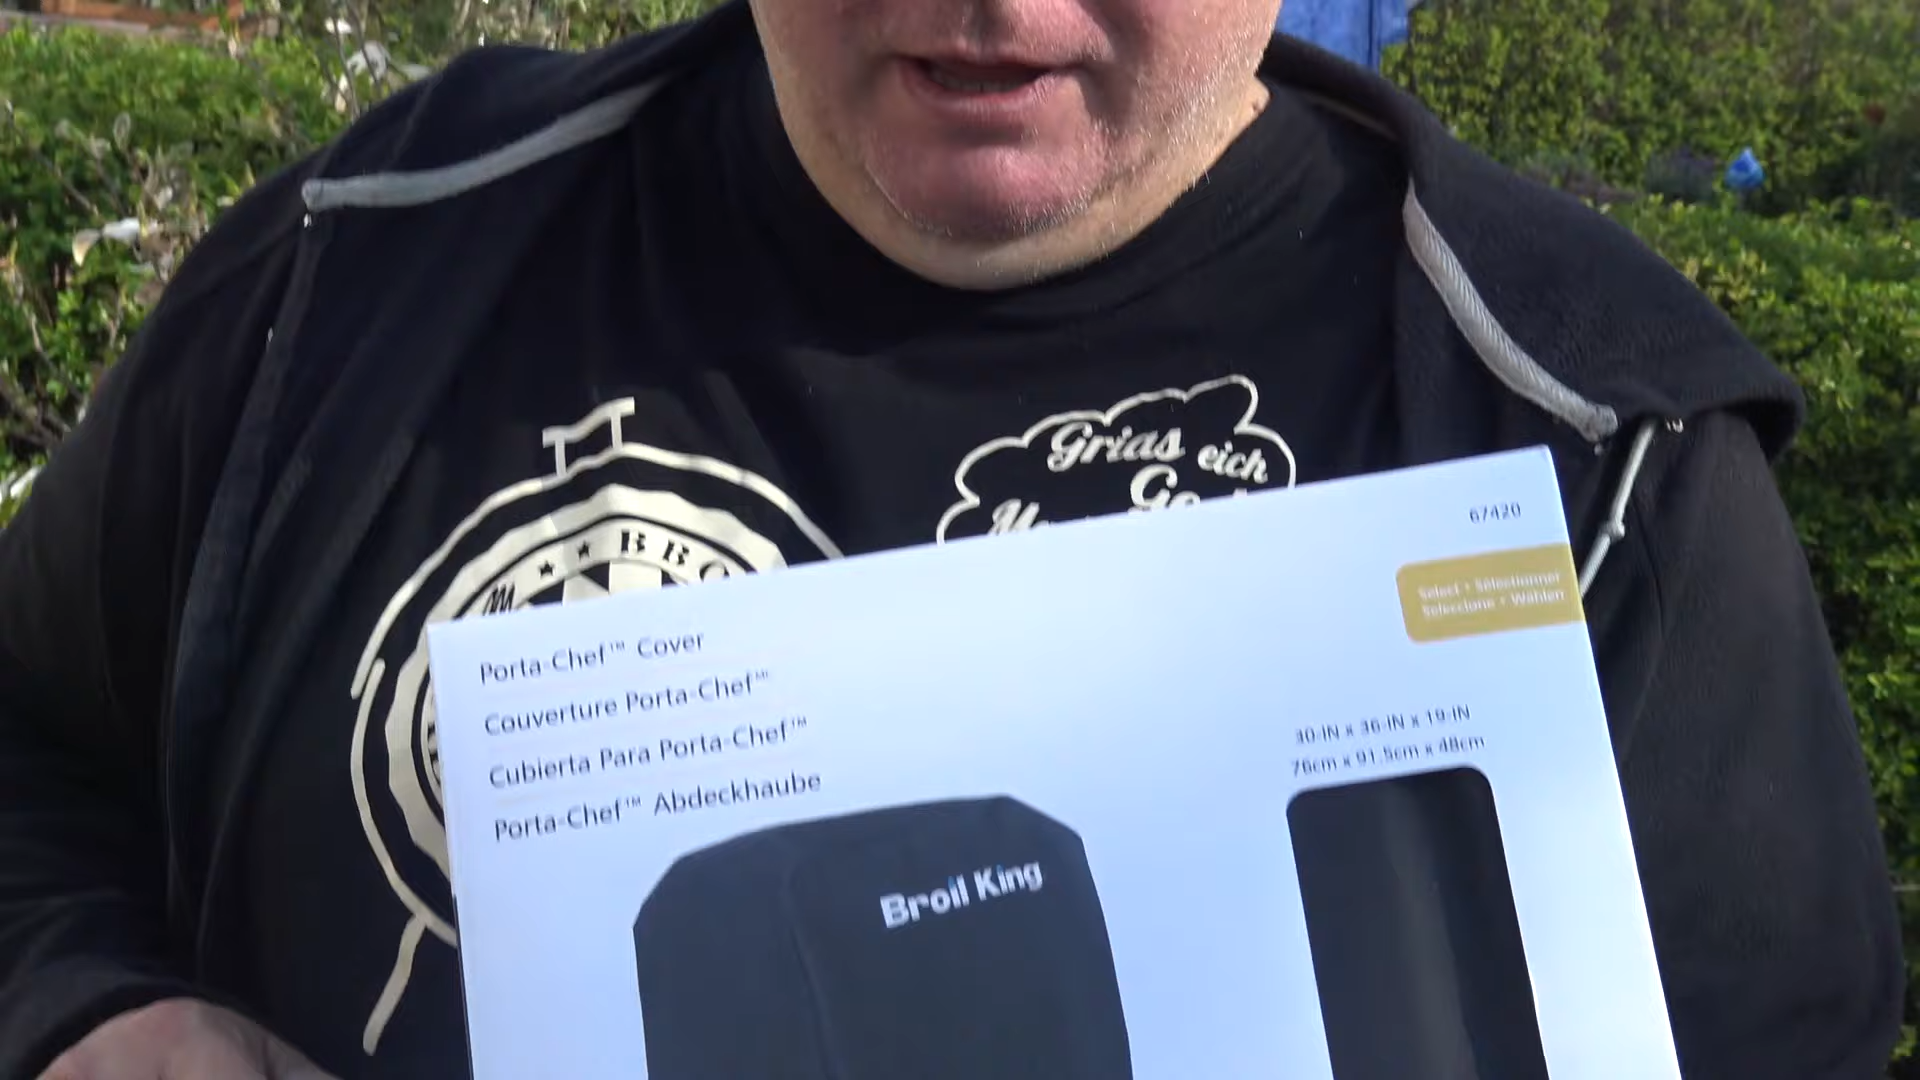 Grias eich
★ ★ BBQ
67420
Select • Sélectionner
Seleccione • Wählen
Porta-Chef™ Cover
Couverture Porta-Chef™ᶜ
Cubierta Para Porta-Chef™
Porta-Chef™ Abdeckhaube
30-IN x 36-IN x 19-IN
76cm x 91.5cm x 48cm
Broil King